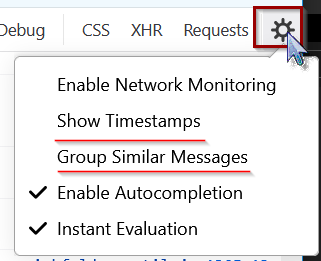 Debug CSS XHR Requests
Enable Network Monitoring
Show Timestamps
Group Similar Messages
Enable Autocompletion
Instant Evaluation